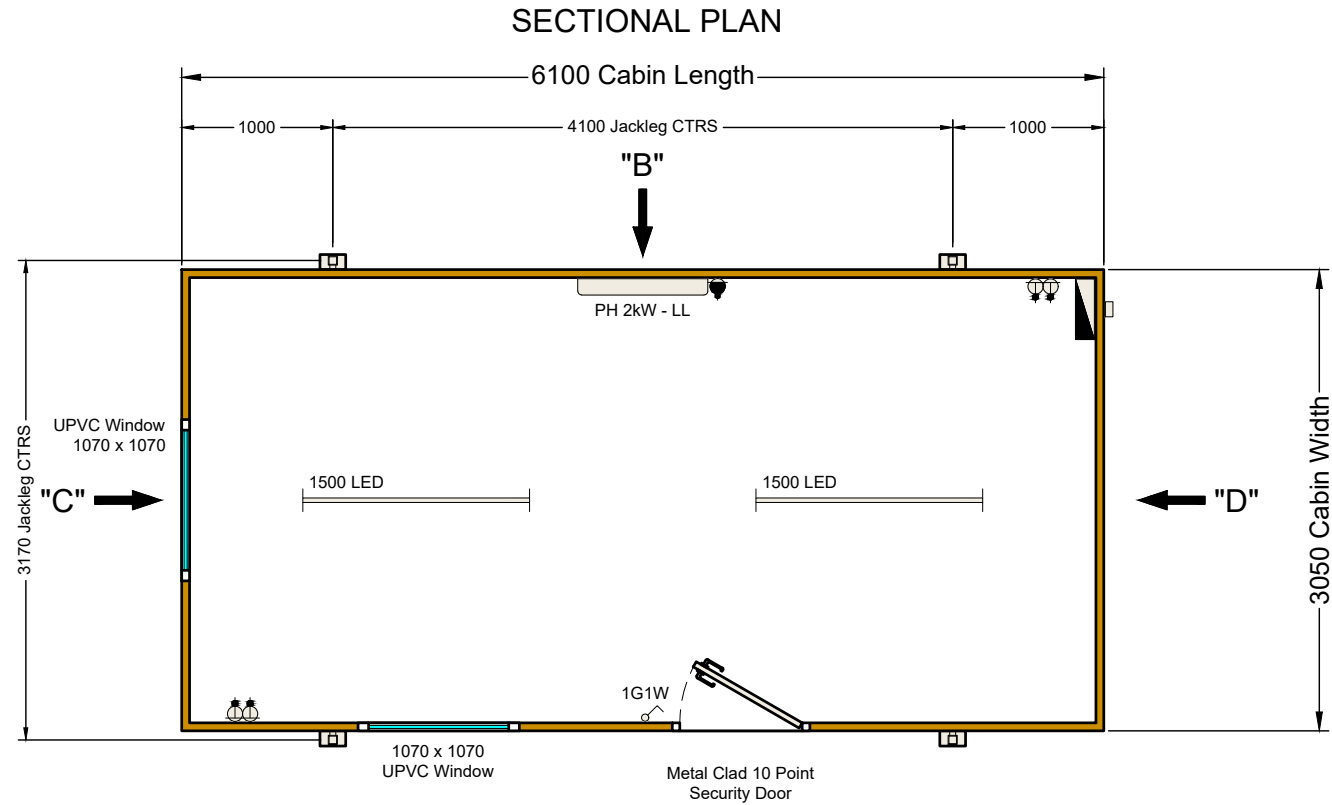 SECTIONAL PLAN
6100 Cabin Length
1000
4100 Jackleg CTRS
1000
"B"
PH 2kW - LL
UPVC Window
1070 x 1070
3170 Jackleg CTRS
"C"
1500 LED
1500 LED
"D"
3050 Cabin Width
1G1W
1070 x 1070
UPVC Window
Metal Clad 10 Point
Security Door